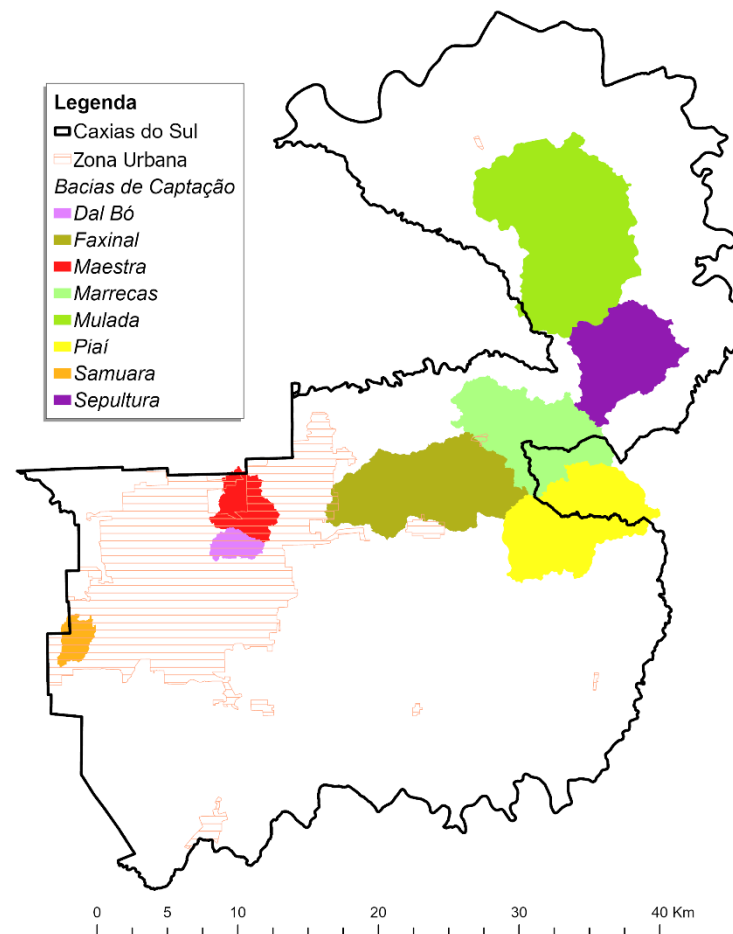 Legenda
Caxias do Sul
Zona Urbana
Bacias de Captação
Dal Bó
Faxinal
Maestra
Marrecas
Mulada
Piaí
Samuara
Sepultura
0 5 10 20 30 40 Km